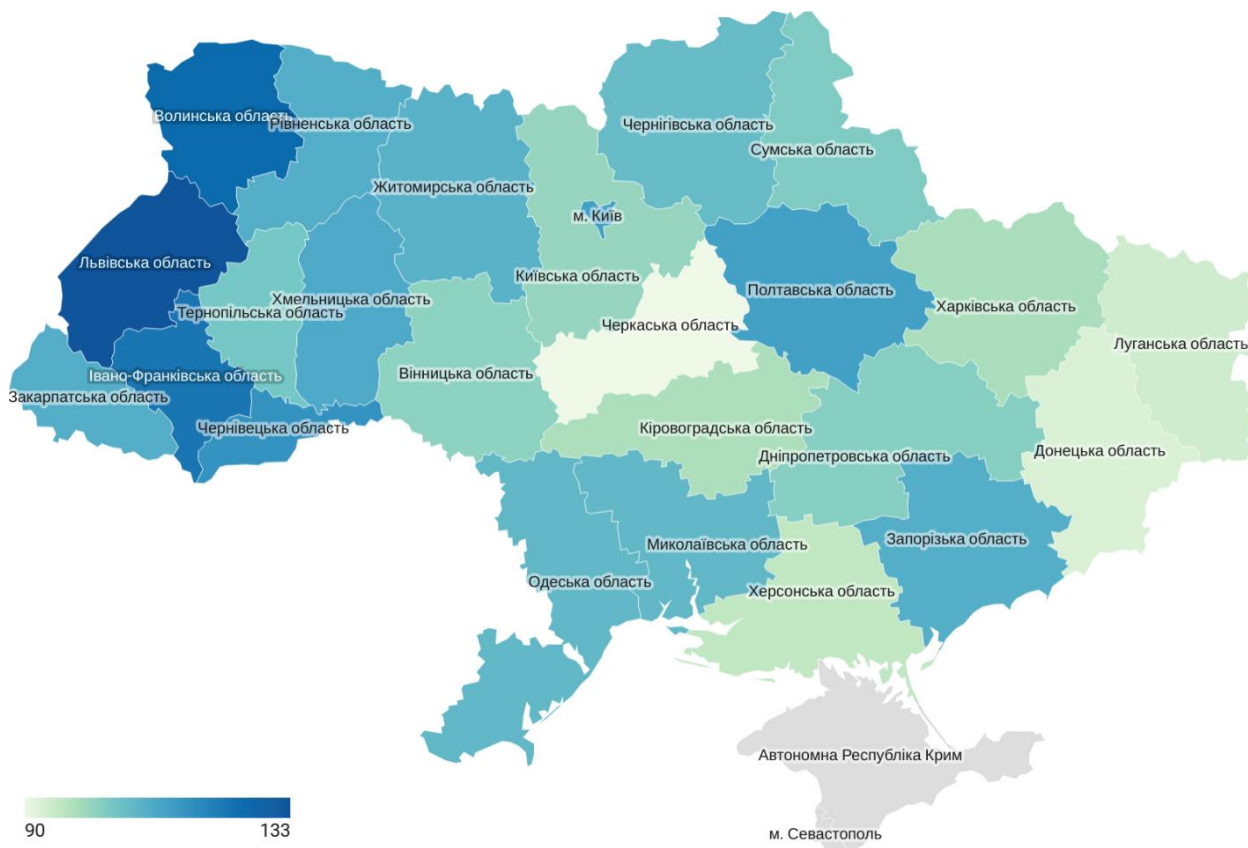 Волинська область
Рівненська область
Чернігівська область
Сумська область
Житомирська область
м. Київ
Львівська область
Київська область
Полтавська область
Хмельницька область
Тернопільська область
Харківська область
Черкаська область
Луганська область
Вінницька область
Івано-Франківська область
Закарпатська область
Чернівецька область
Кіровоградська область
Донецька область
Дніпропетровська область
Запорізька область
Миколаївська область
Одеська область
Херсонська область
Автономна Республіка Крим
90
133
м. Севастополь